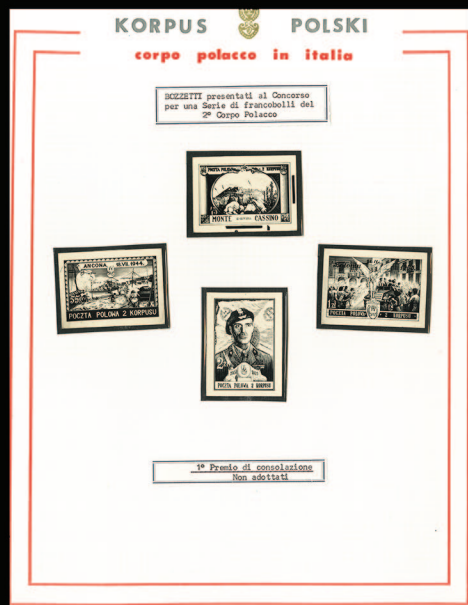 KORPUS POLSKI
corpo polacco in italia
BOZZETTI presentati al Concorso
per una Serie di francobolli del
2º Corpo Polacco
POCZTA POLOWA 2 KORPUSU
MONTE CASSINO
ANCONA 18.VII.1944.
POCZTA POLOWA 2 KORPUSU
POCZTA POLOWA 2 KORPUSU
POCZTA POLOWA 2 KORPUSU
1º Premio di consolazione
Non adottati